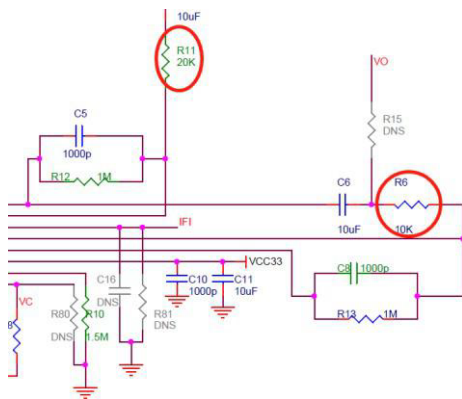 10uF
R11
20K
VO
C5
R15
DNS
1000p
R12
1M
C6
R6
10uF
10K
IFI
VCC33
C16
DNS
C10
1000p
C11
10uF
C8
1000p
VC
R80
DNS
R10
1.5M
R81
DNS
R13
1M
8